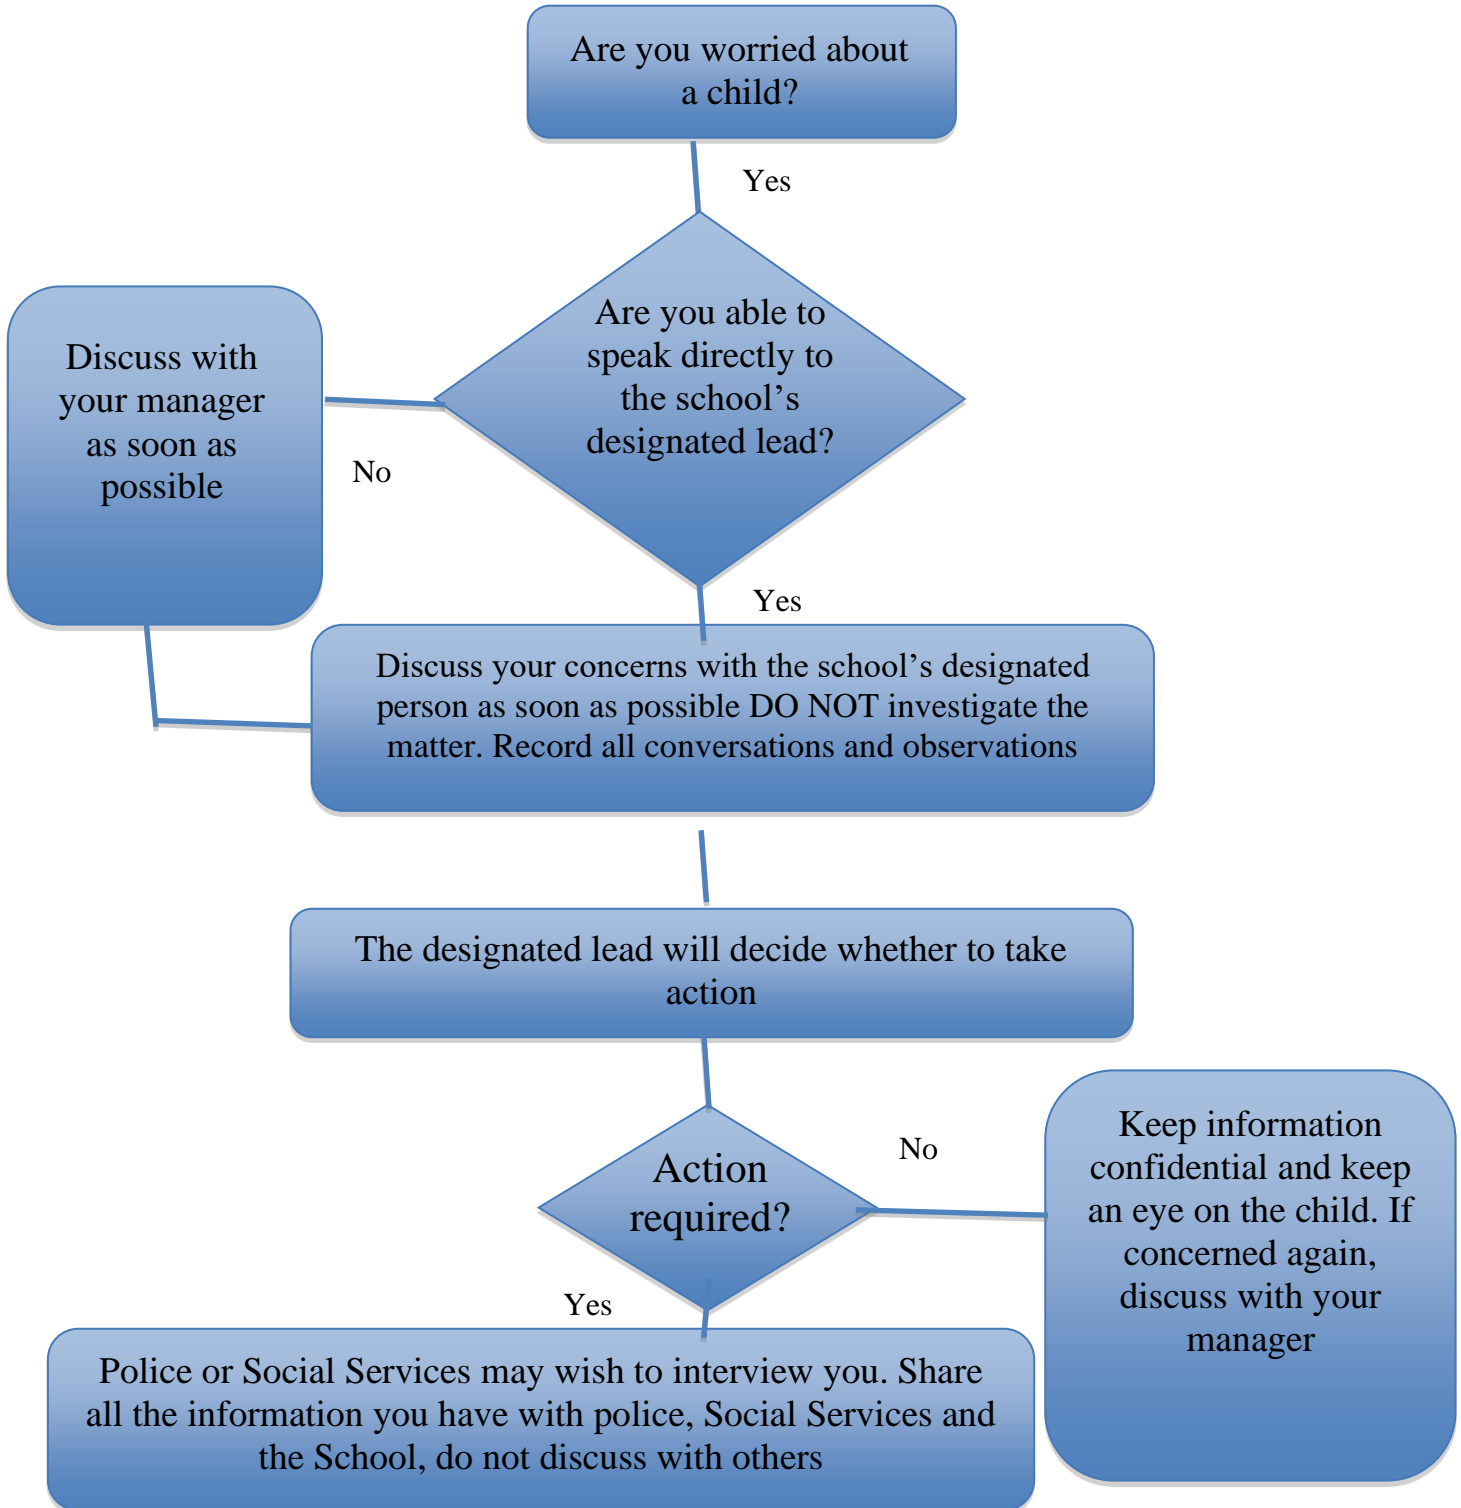 Are you worried about
a child?
Yes
Are you able to
speak directly to
the school’s
designated lead?
Discuss with
your manager
as soon as
possible
No
Yes
Discuss your concerns with the school’s designated
person as soon as possible DO NOT investigate the
matter. Record all conversations and observations
The designated lead will decide whether to take
action
Action
required?
No
Keep information
confidential and keep
an eye on the child. If
concerned again,
discuss with your
manager
Yes
Police or Social Services may wish to interview you. Share
all the information you have with police, Social Services and
the School, do not discuss with others